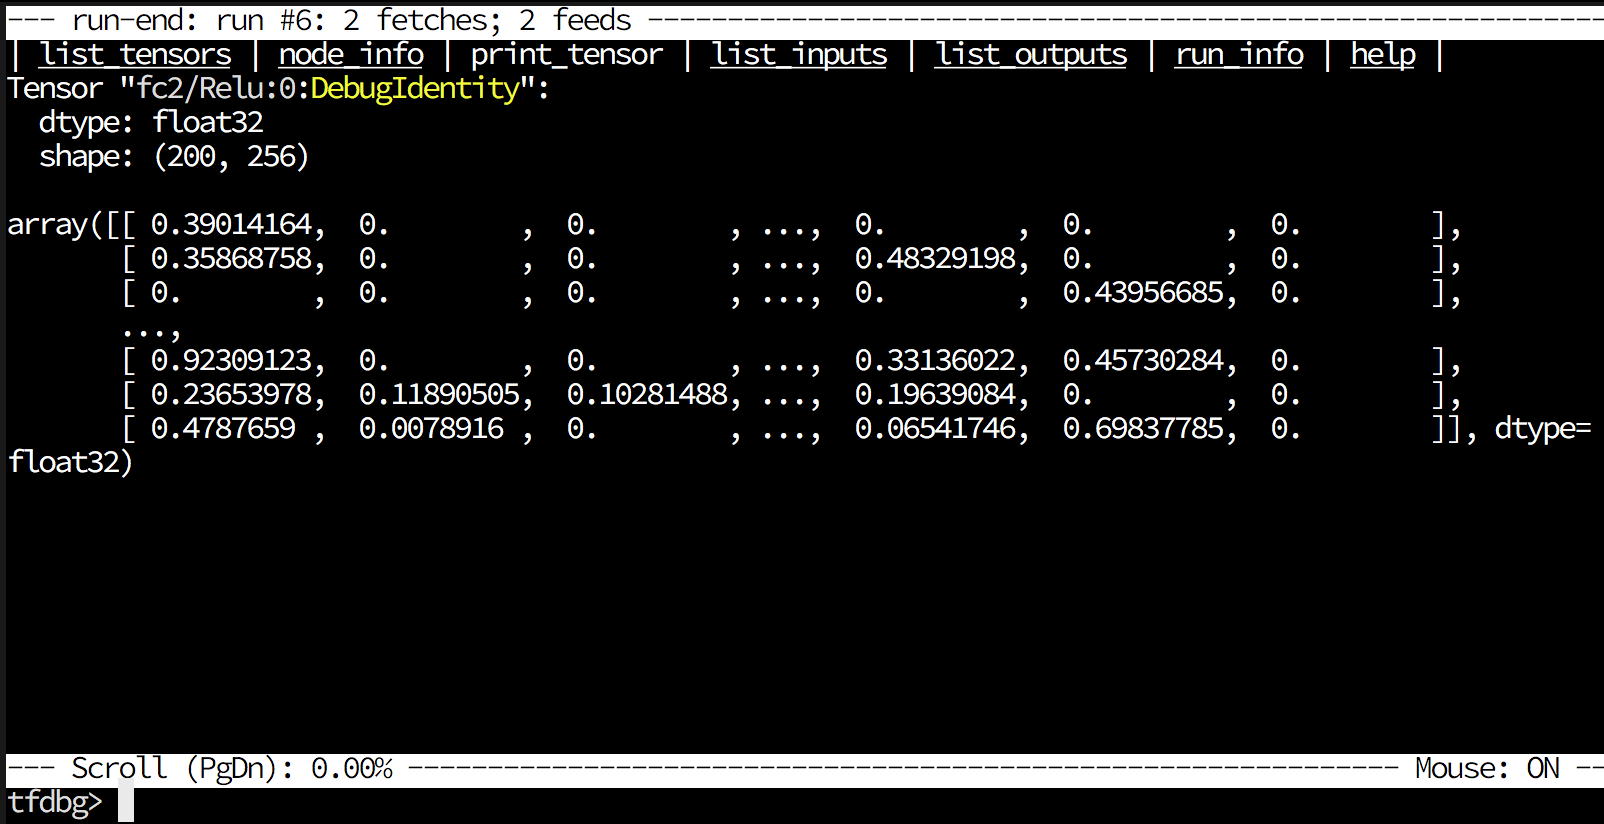 --- run-end: run #6: 2 fetches; 2 feeds ------------------------------------------------------------
| list_tensors | node_info | print_tensor | list_inputs | list_outputs | run_info | help |
Tensor "fc2/Relu:0:DebugIdentity":
  dtype: float32
  shape: (200, 256)

array([[ 0.39014164,  0.        ,  0.        , ...,  0.        ,  0.        ,  0.        ],
       [ 0.35868758,  0.        ,  0.        , ...,  0.48329198,  0.        ,  0.        ],
       [ 0.        ,  0.        ,  0.        , ...,  0.        ,  0.43956685,  0.        ],
       ...,
       [ 0.92309123,  0.        ,  0.        , ...,  0.33136022,  0.45730284,  0.        ],
       [ 0.23653978,  0.11890505,  0.10281488, ...,  0.19639084,  0.        ,  0.        ],
       [ 0.4787659 ,  0.0078916 ,  0.        , ...,  0.06541746,  0.69837785,  0.        ]], dtype=
float32)
--- Scroll (PgDn): 0.00% -------------------------------------------------------------- Mouse: ON --
tfdbg>